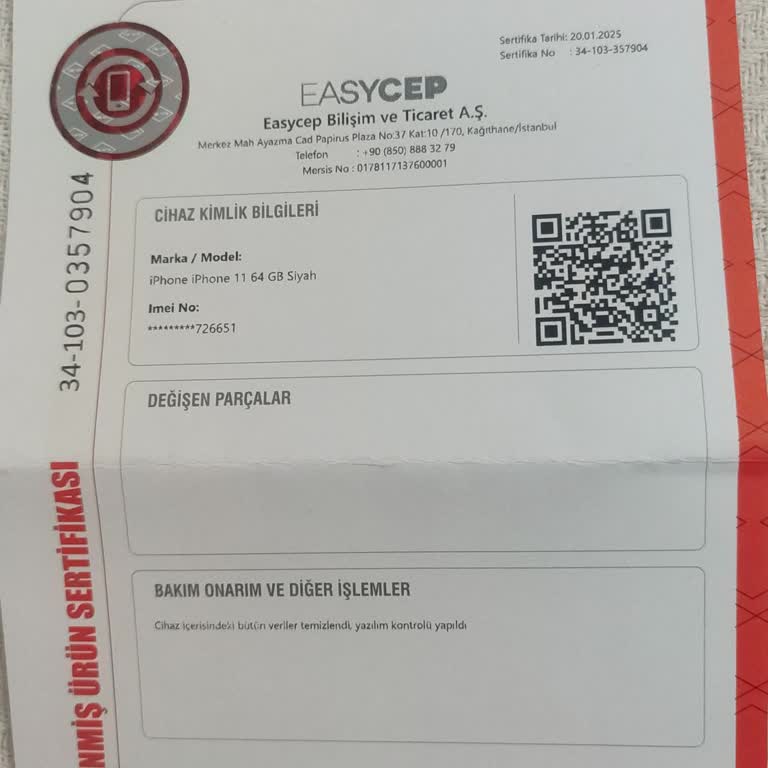 Sertifika Tarihi: 20.01.2025
Sertifika No : 34-103-357904
EASYCEP
Easycep Bilişim ve Ticaret A.Ş.
Merkez Mah Ayazma Cad Papirus Plaza No:37 Kat:10 /170, Kağıthane/İstanbul
Telefon : +90 (850) 888 32 79
Mersis No : 0178117137600001
34-103-0357904
CİHAZ KİMLİK BİLGİLERİ
Marka / Model:
iPhone iPhone 11 64 GB Siyah
Imei No:
*********726651
DEĞİŞEN PARÇALAR
NMİŞ ÜRÜN SERTİFİKASI
BAKIM ONARIM VE DİĞER İŞLEMLER
Cihaz içerisindeki bütün veriler temizlendi, yazılım kontrolü yapıldı